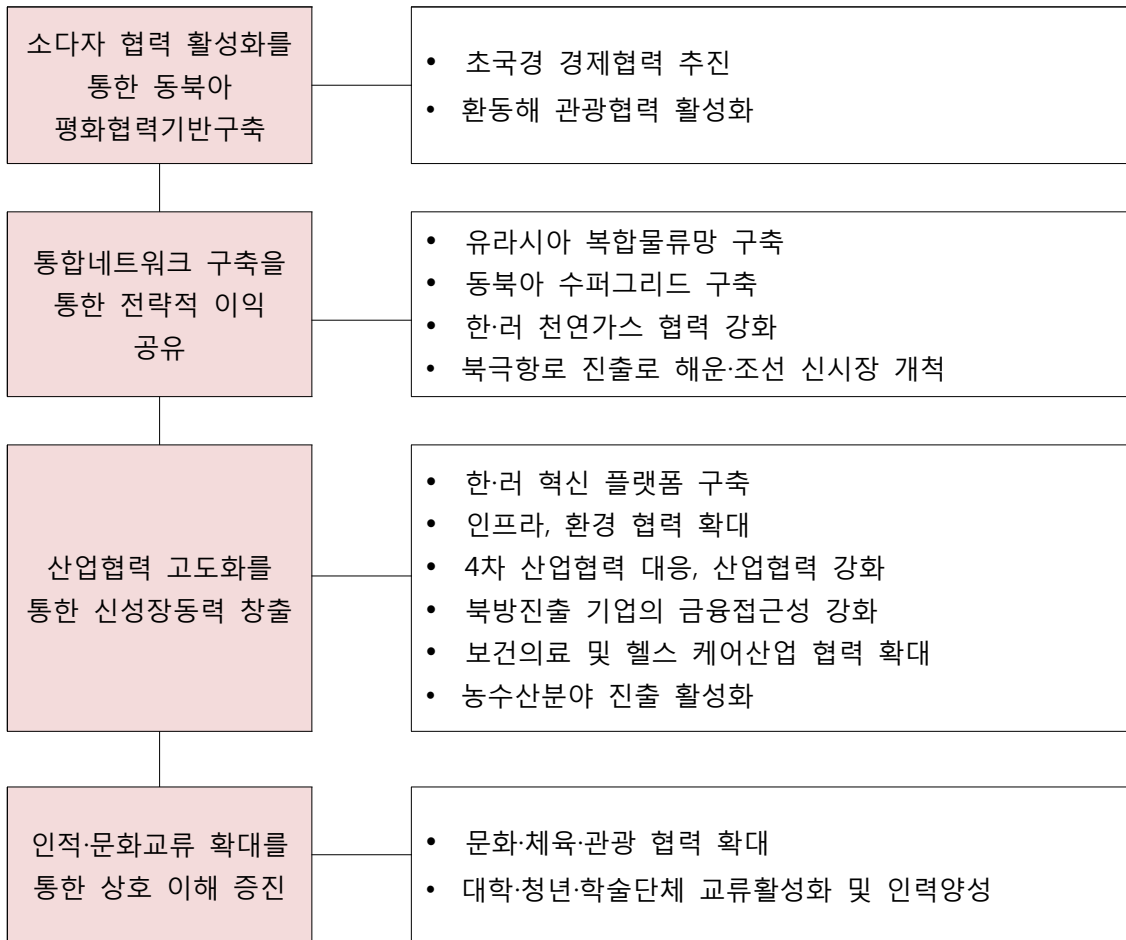 소다자 협력 활성화를
통한 동북아
평화협력기반구축
• 초국경 경제협력 추진
• 환동해 관광협력 활성화
통합네트워크 구축을
통한 전략적 이익
공유
• 유라시아 복합물류망 구축
• 동북아 수퍼그리드 구축
• 한·러 천연가스 협력 강화
• 북극항로 진출로 해운·조선 신시장 개척
산업협력 고도화를
통한 신성장동력 창출
• 한·러 혁신 플랫폼 구축
• 인프라, 환경 협력 확대
• 4차 산업협력 대응, 산업협력 강화
• 북방진출 기업의 금융접근성 강화
• 보건의료 및 헬스 케어산업 협력 확대
• 농수산분야 진출 활성화
인적·문화교류 확대를
통한 상호 이해 증진
• 문화·체육·관광 협력 확대
• 대학·청년·학술단체 교류활성화 및 인력양성